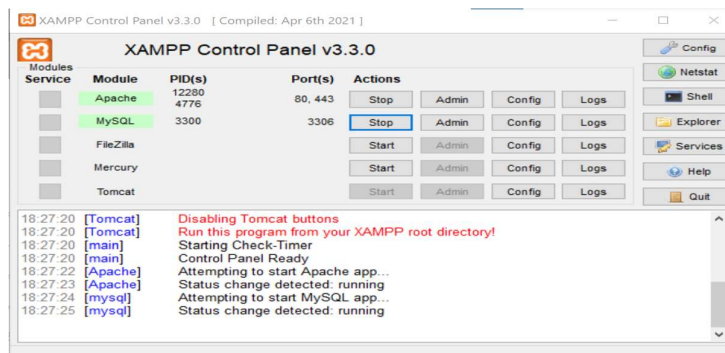 XAMPP Control Panel v3.3.0 [ Compiled: Apr 6th 2021 ]
XAMPP Control Panel v3.3.0
Config
Modules
Service Module PID(s) Port(s) Actions
Netstat
Apache 12280 4776 80, 443 Stop Admin Config Logs
Shell
MySQL 3300 3306 Stop Admin Config Logs
Explorer
FileZilla Start Admin Config Logs
Services
Mercury Start Admin Config Logs
Help
Tomcat Start Admin Config Logs
Quit
18:27:20 [Tomcat] Disabling Tomcat buttons
18:27:20 [Tomcat] Run this program from your XAMPP root directory!
18:27:20 [main] Starting Check-Timer
18:27:20 [main] Control Panel Ready
18:27:22 [Apache] Attempting to start Apache app...
18:27:23 [Apache] Status change detected: running
18:27:24 [mysql] Attempting to start MySQL app...
18:27:25 [mysql] Status change detected: running